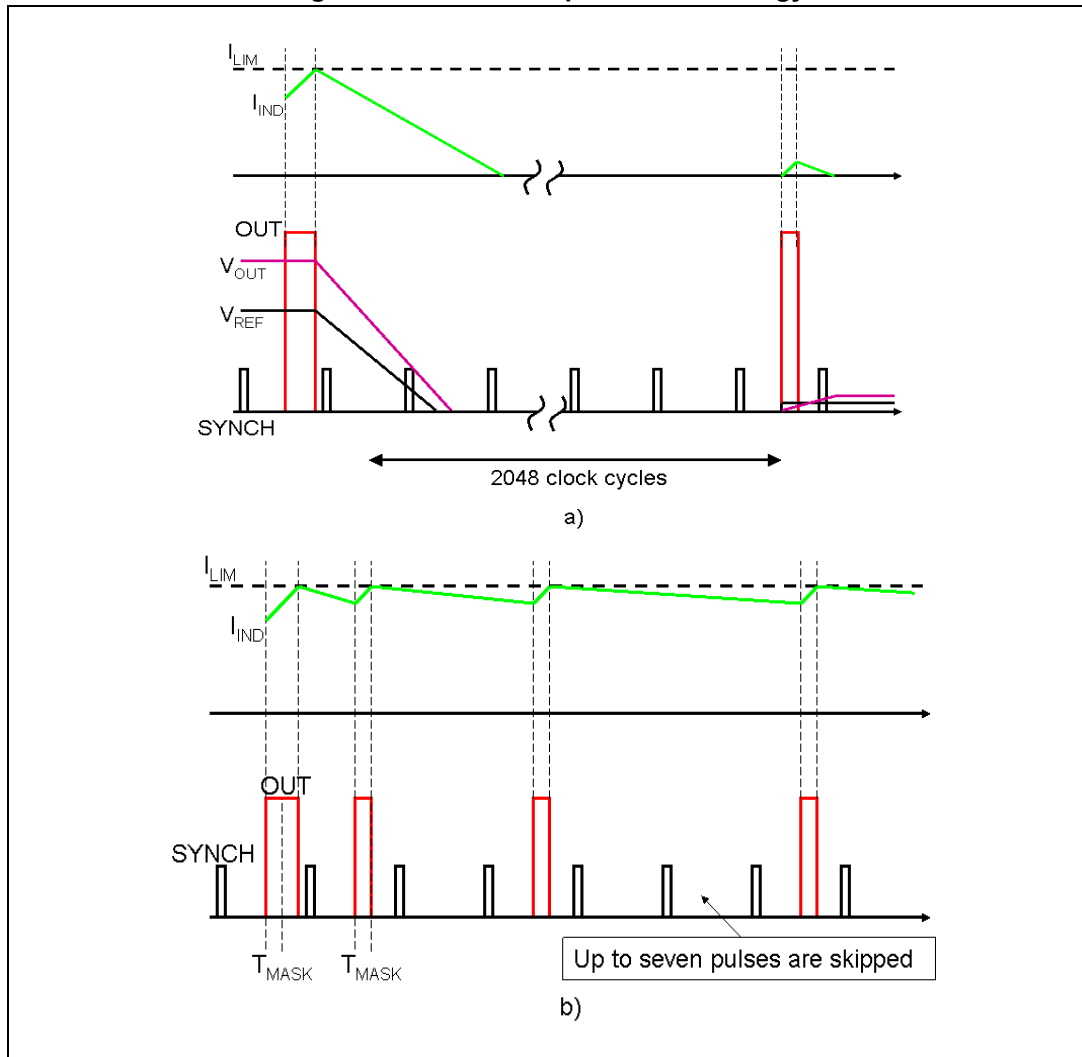 I_LIM
I_IND
OUT
V_OUT
V_REF
SYNCH
2048 clock cycles
a)
I_LIM
I_IND
OUT
SYNCH
Up to seven pulses are skipped
T_MASK T_MASK
b)